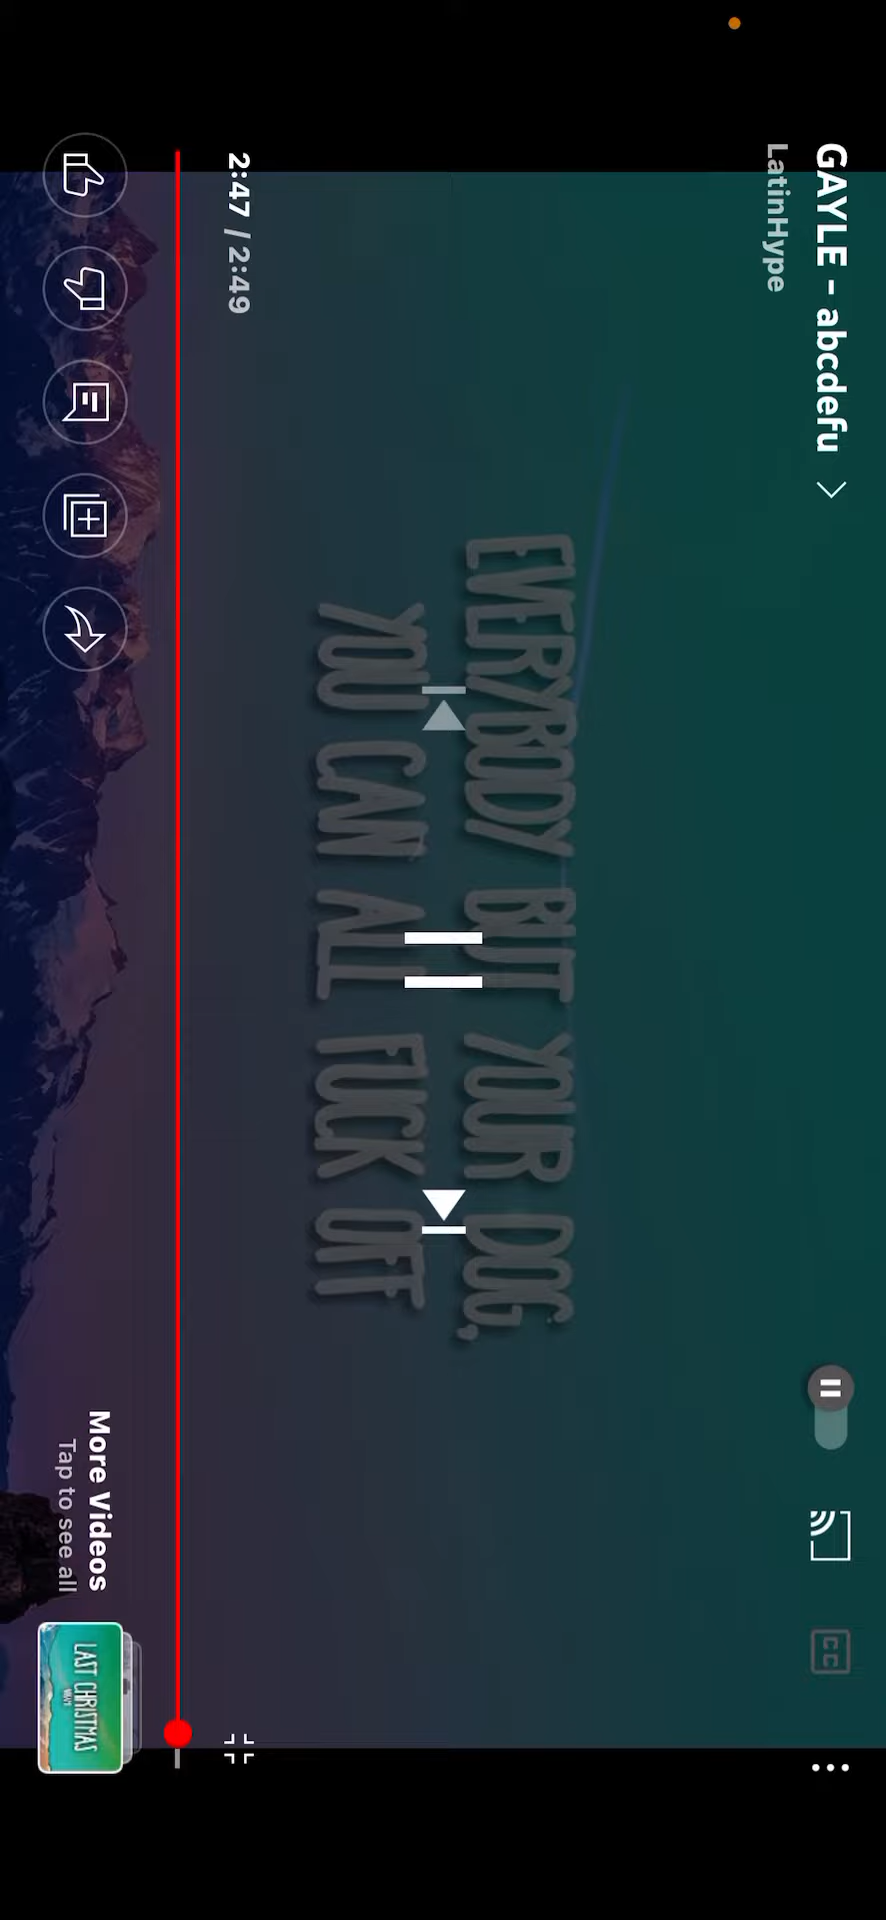 GAYLE - abcdefu
LatinHype
CC
EVERYBODY BUT YOUR DOG,
YOU CAN ALL FUCK OFF
2:47 / 2:49
More Videos
Tap to see all
LAST CHRISTMAS